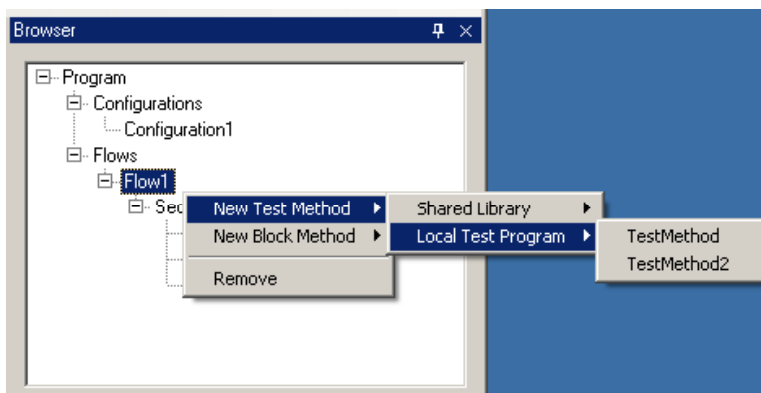 Browser
Program
Configurations
Configuration1
Flows
Flow1
Sec
New Test Method
New Block Method
Remove
Shared Library
Local Test Program
TestMethod
TestMethod2